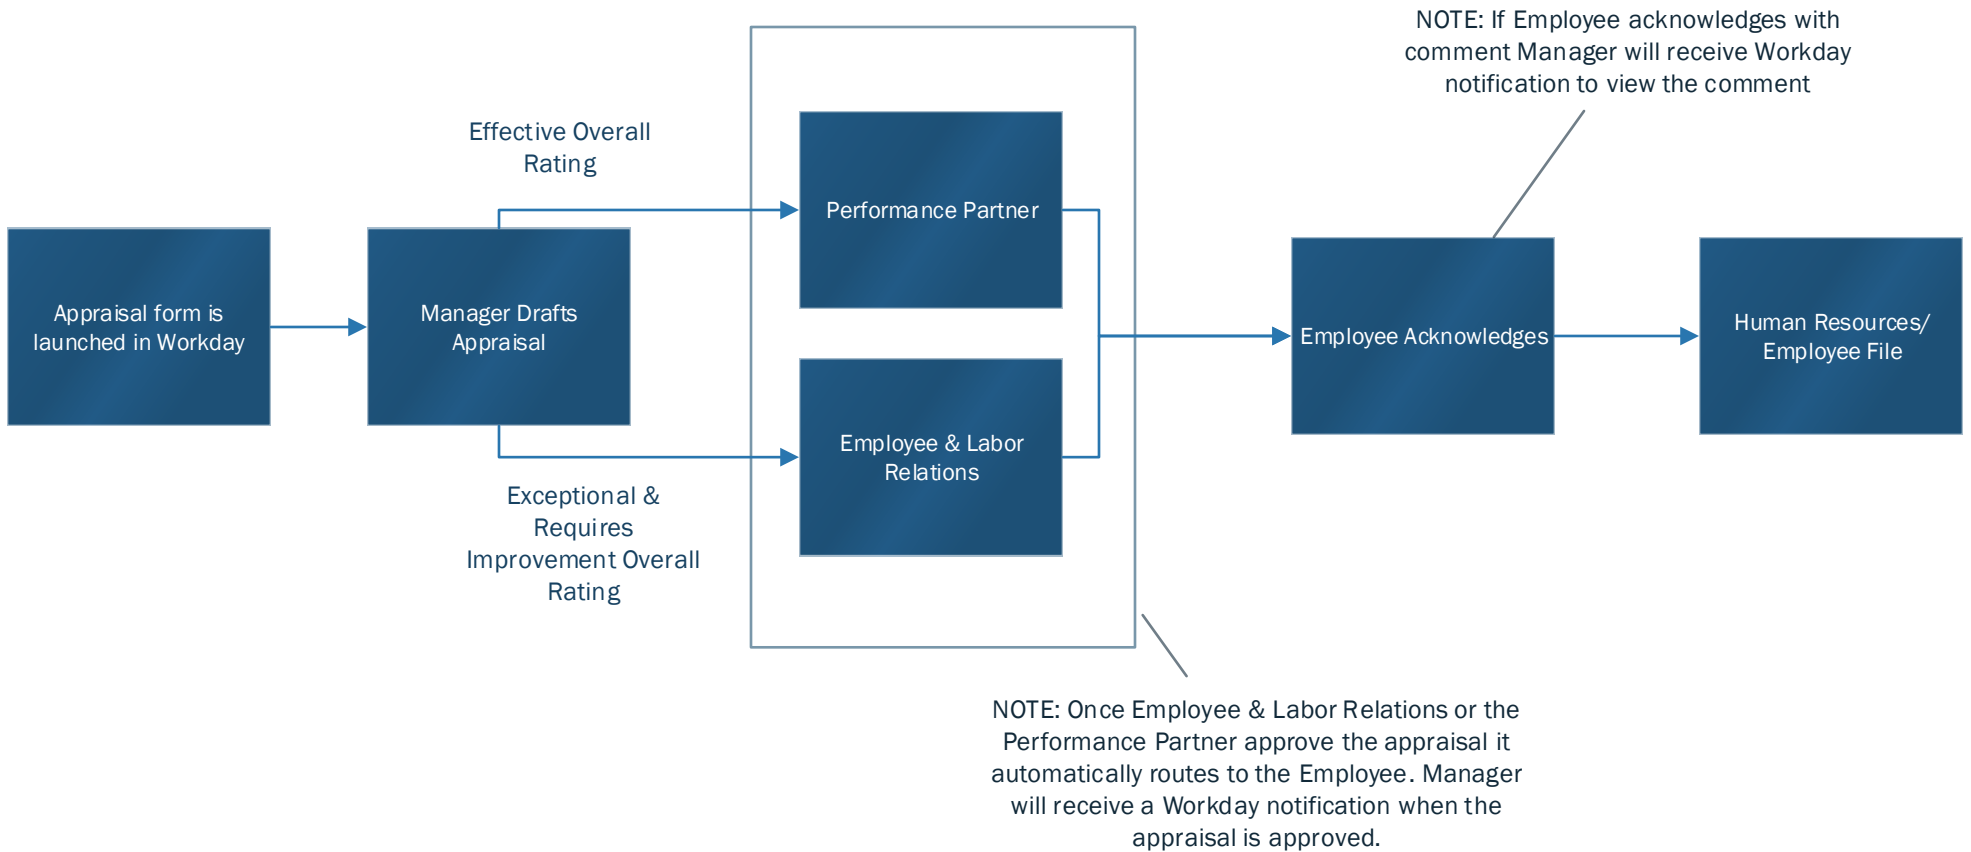 NOTE: If Employee acknowledges with
comment Manager will receive Workday
notification to view the comment
Effective Overall
Rating
Performance Partner
Appraisal form is
launched in Workday
Manager Drafts
Appraisal
Employee Acknowledges
Human Resources/
Employee File
Employee & Labor
Relations
Exceptional &
Requires
Improvement Overall
Rating
NOTE: Once Employee & Labor Relations or the
Performance Partner approve the appraisal it
automatically routes to the Employee. Manager
will receive a Workday notification when the
appraisal is approved.